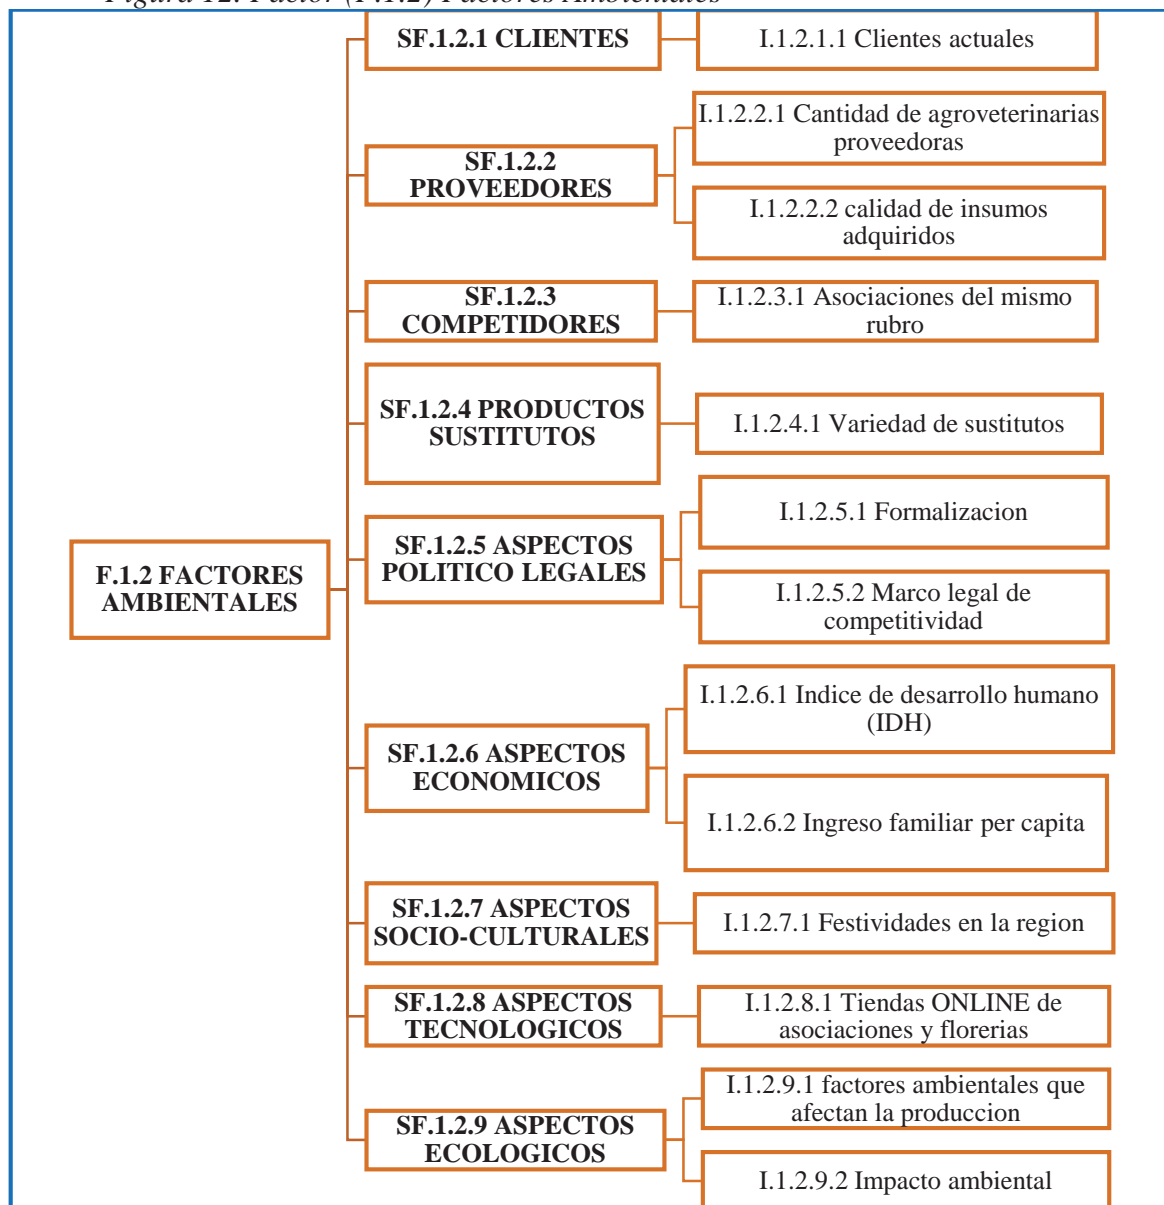 Figura 12. Factor (F.1.2) Factores Ambientales
SF.1.2.1 CLIENTES
I.1.2.1.1 Clientes actuales
SF.1.2.2
PROVEEDORES
I.1.2.2.1 Cantidad de agroveterinarias
proveedoras
I.1.2.2.2 calidad de insumos
adquiridos
SF.1.2.3
COMPETIDORES
I.1.2.3.1 Asociaciones del mismo
rubro
SF.1.2.4 PRODUCTOS
SUSTITUTOS
I.1.2.4.1 Variedad de sustitutos
F.1.2 FACTORES
AMBIENTALES
SF.1.2.5 ASPECTOS
POLITICO LEGALES
I.1.2.5.1 Formalizacion
I.1.2.5.2 Marco legal de
competitividad
SF.1.2.6 ASPECTOS
ECONOMICOS
I.1.2.6.1 Indice de desarrollo humano
(IDH)
I.1.2.6.2 Ingreso familiar per capita
SF.1.2.7 ASPECTOS
SOCIO-CULTURALES
I.1.2.7.1 Festividades en la region
SF.1.2.8 ASPECTOS
TECNOLOGICOS
I.1.2.8.1 Tiendas ONLINE de
asociaciones y florerias
SF.1.2.9 ASPECTOS
ECOLOGICOS
I.1.2.9.1 factores ambientales que
afectan la produccion
I.1.2.9.2 Impacto ambiental